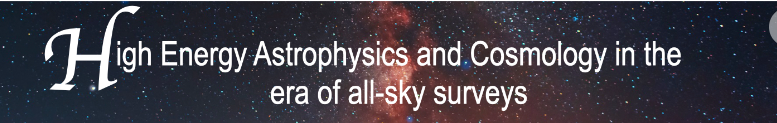 High Energy Astrophysics and Cosmology in the
era of all-sky surveys